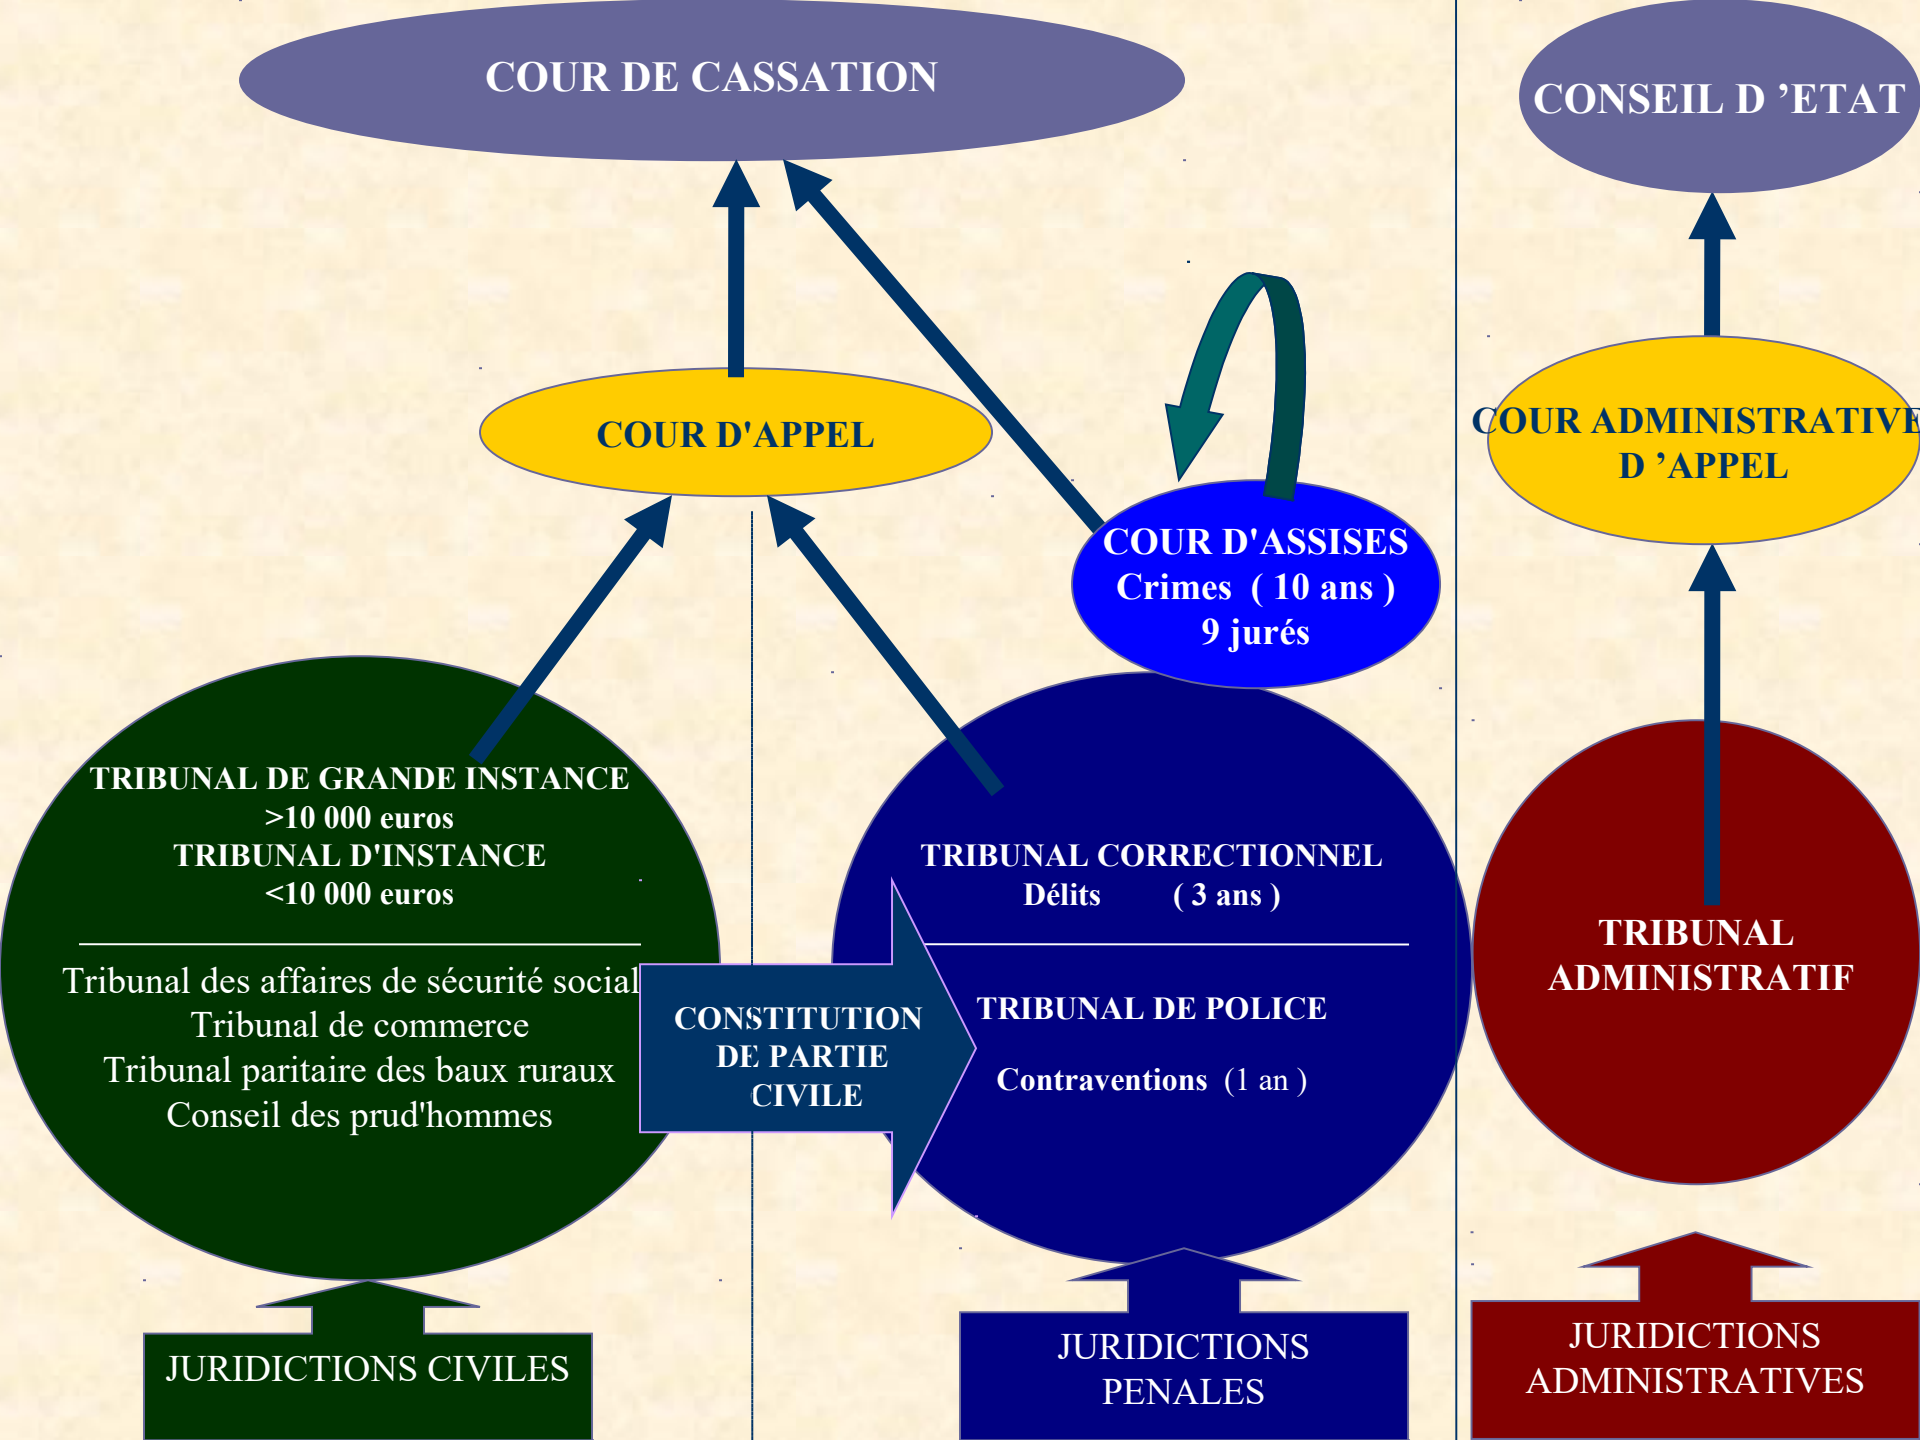 COUR DE CASSATION
CONSEIL D ’ETAT
COUR D'APPEL
COUR ADMINISTRATIVE
D ’APPEL
COUR D'ASSISES
Crimes ( 10 ans )
9 jurés
TRIBUNAL DE GRANDE INSTANCE
>10 000 euros
TRIBUNAL D'INSTANCE
<10 000 euros
Tribunal des affaires de sécurité social
Tribunal de commerce
Tribunal paritaire des baux ruraux
Conseil des prud'hommes
CONSTITUTION
DE PARTIE
CIVILE
TRIBUNAL CORRECTIONNEL
Délits ( 3 ans )
TRIBUNAL DE POLICE
Contraventions (1 an )
TRIBUNAL
ADMINISTRATIF
JURIDICTIONS CIVILES
JURIDICTIONS
PENALES
JURIDICTIONS
ADMINISTRATIVES